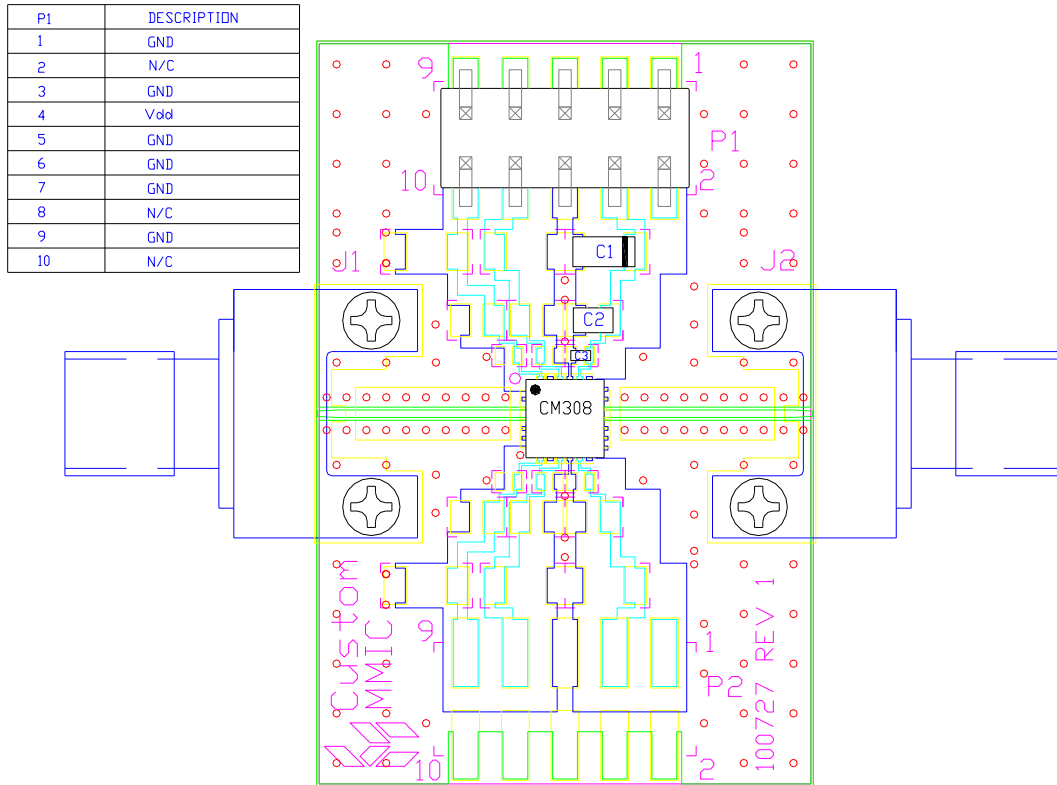 P1 DESCRIPTION
1 GND
2 N/C
3 GND
4 Vdd
5 GND
6 GND
7 GND
8 N/C
9 GND
10 N/C
9 1
P1
10 2
J1 C1 J2
C2
C3
CM308
Custom
MMIC
9 1
P2
10 2
100727 REV 1